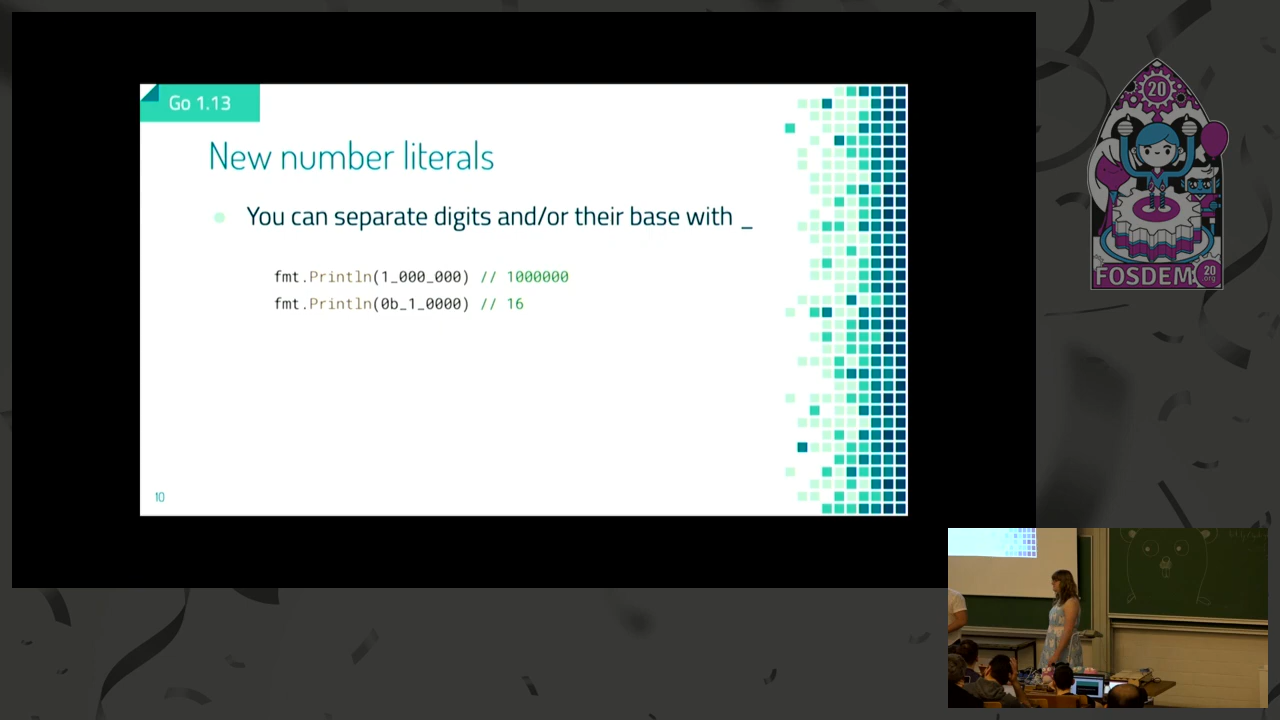 Go 1.13
New number literals
You can separate digits and/or their base with _
fmt.Println(1_000_000) // 1000000
fmt.Println(0b_1_0000) // 16
10
20
FOSDEM
20
.org